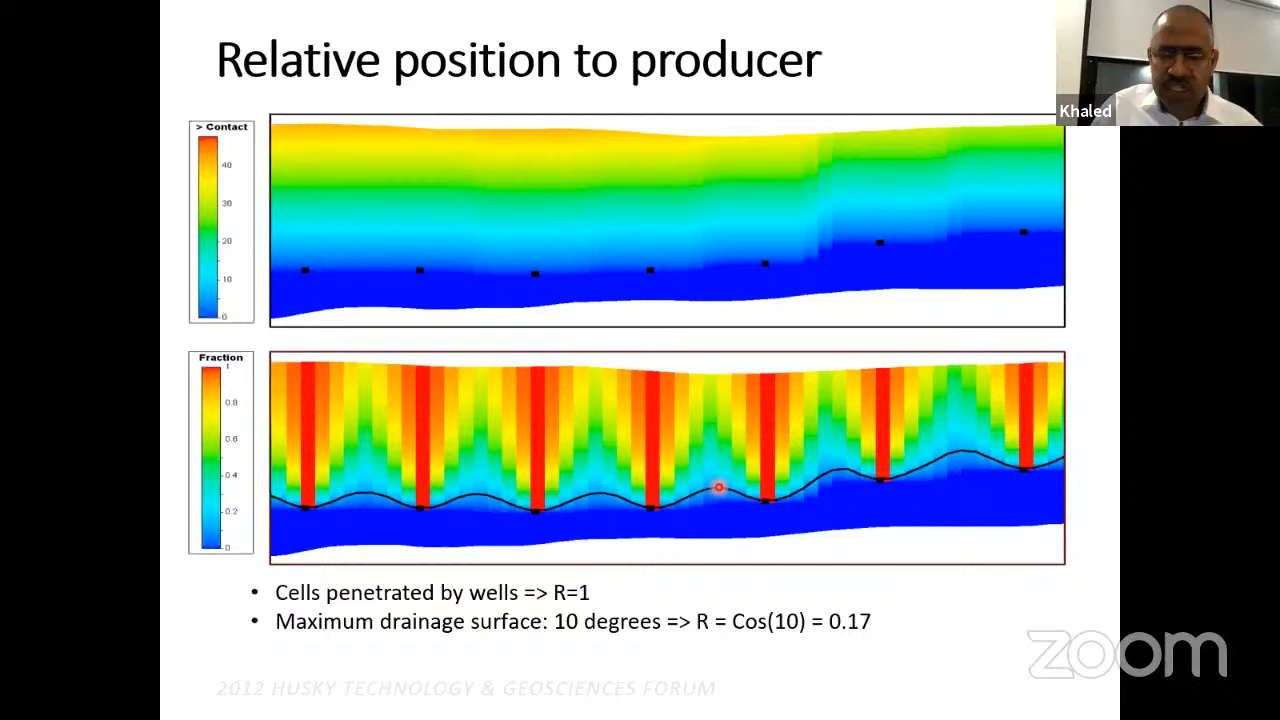 Relative position to producer
Khaled
> Contact
40
30
20
10
0
Fraction
1
0.8
0.6
0.4
0.2
0
• Cells penetrated by wells => R=1
• Maximum drainage surface: 10 degrees => R = Cos(10) = 0.17
zoom
2012 HUSKY TECHNOLOGY & GEOSCIENCES FORUM